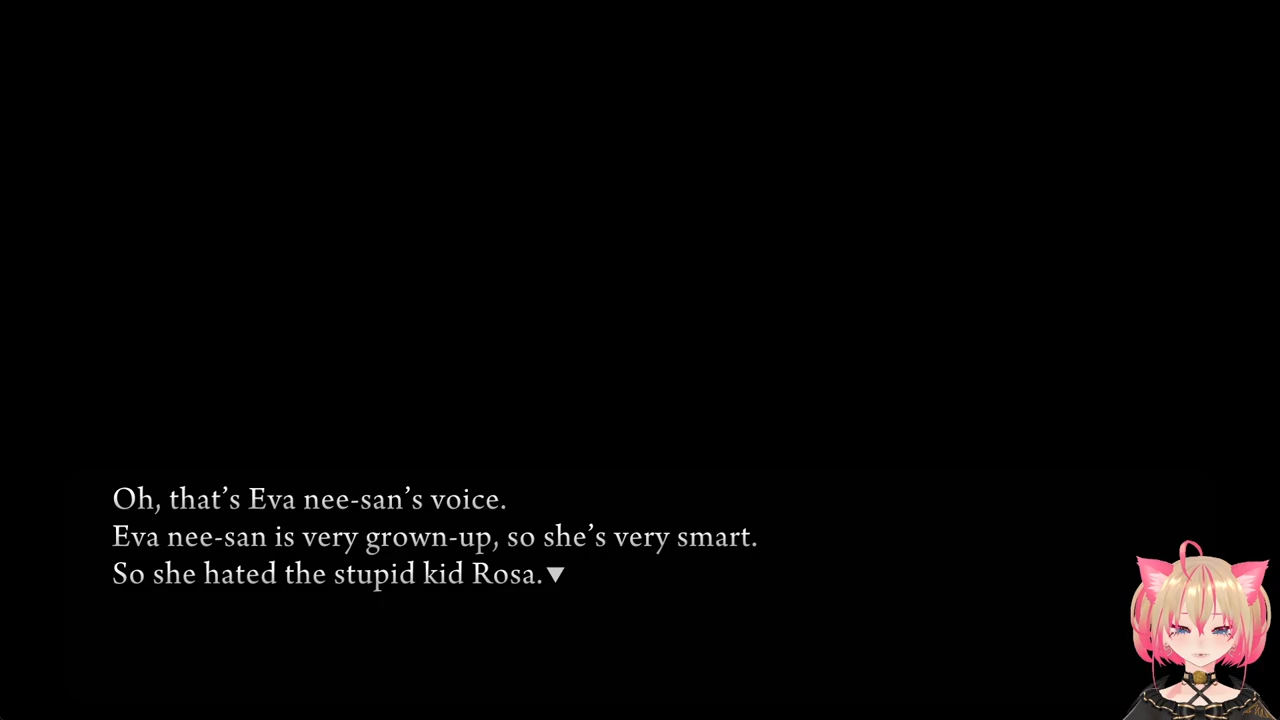 Oh, that’s Eva nee-san’s voice.
Eva nee-san is very grown-up, so she’s very smart.
So she hated the stupid kid Rosa.